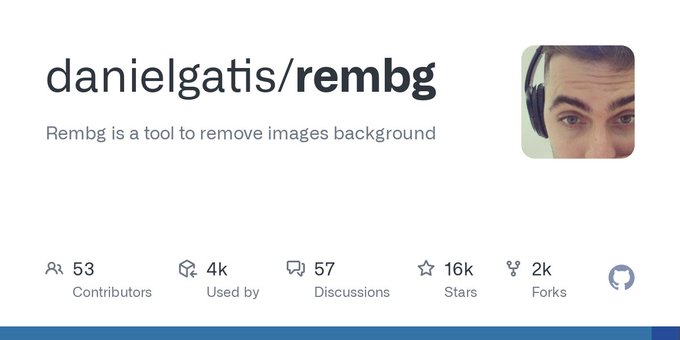 danielgatis/rembg
Rembg is a tool to remove images background
53 4k 57 16k 2k
Contributors Used by Discussions Stars Forks